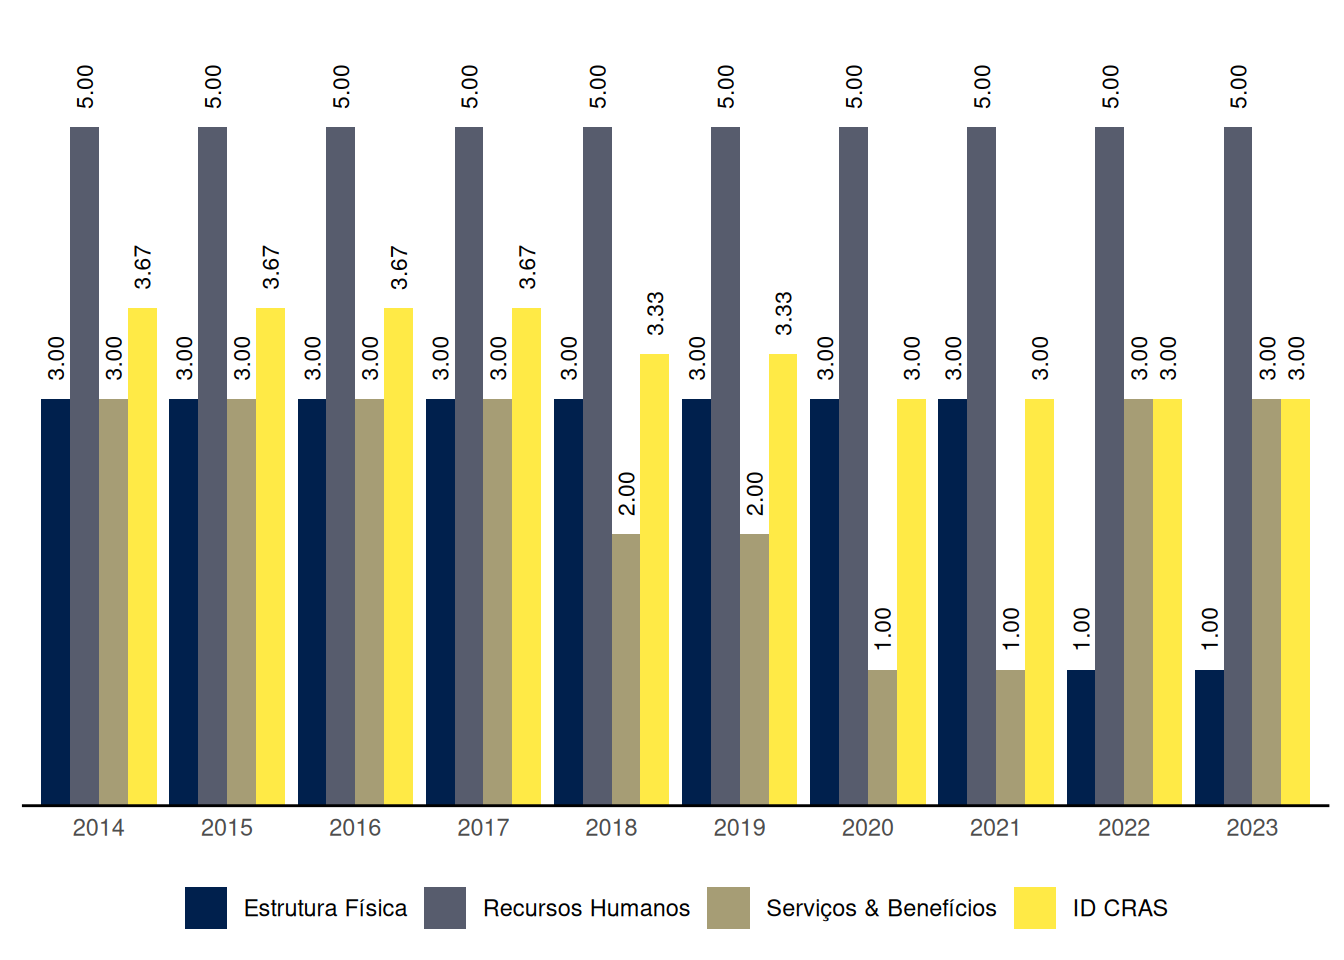 5.00 5.00 5.00 5.00 5.00 5.00 5.00 5.00 5.00 5.00
3.67 3.67 3.67 3.67 3.33 3.33
3.00 3.00 3.00 3.00 3.00 3.00 3.00 3.00 3.00 3.00 3.00 3.00 3.00 3.00 3.00 3.00 3.00 3.00
2.00 2.00
1.00 1.00 1.00 1.00
2014 2015 2016 2017 2018 2019 2020 2021 2022 2023
Estrutura Física Recursos Humanos Serviços & Benefícios ID CRAS